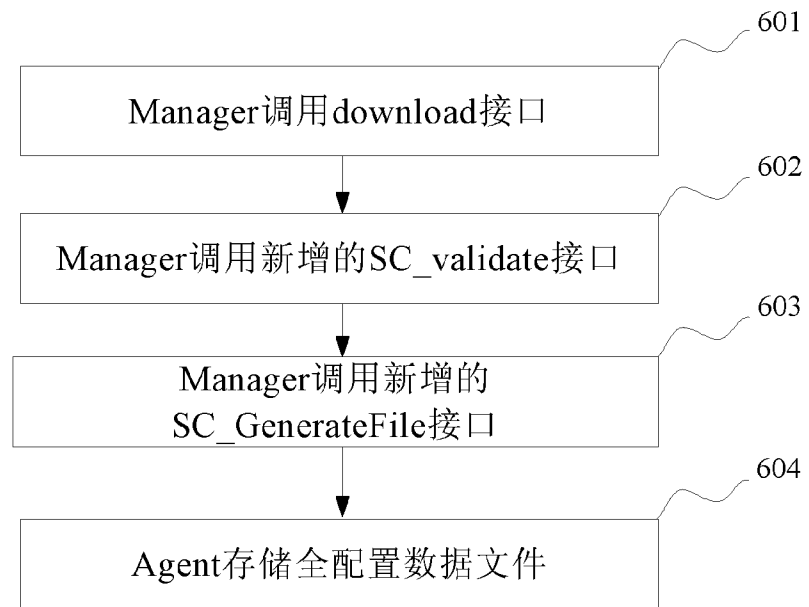 601
Manager调用download接口
602
Manager调用新增的SC_validate接口
603
Manager调用新增的
SC_GenerateFile接口
604
Agent存储全配置数据文件